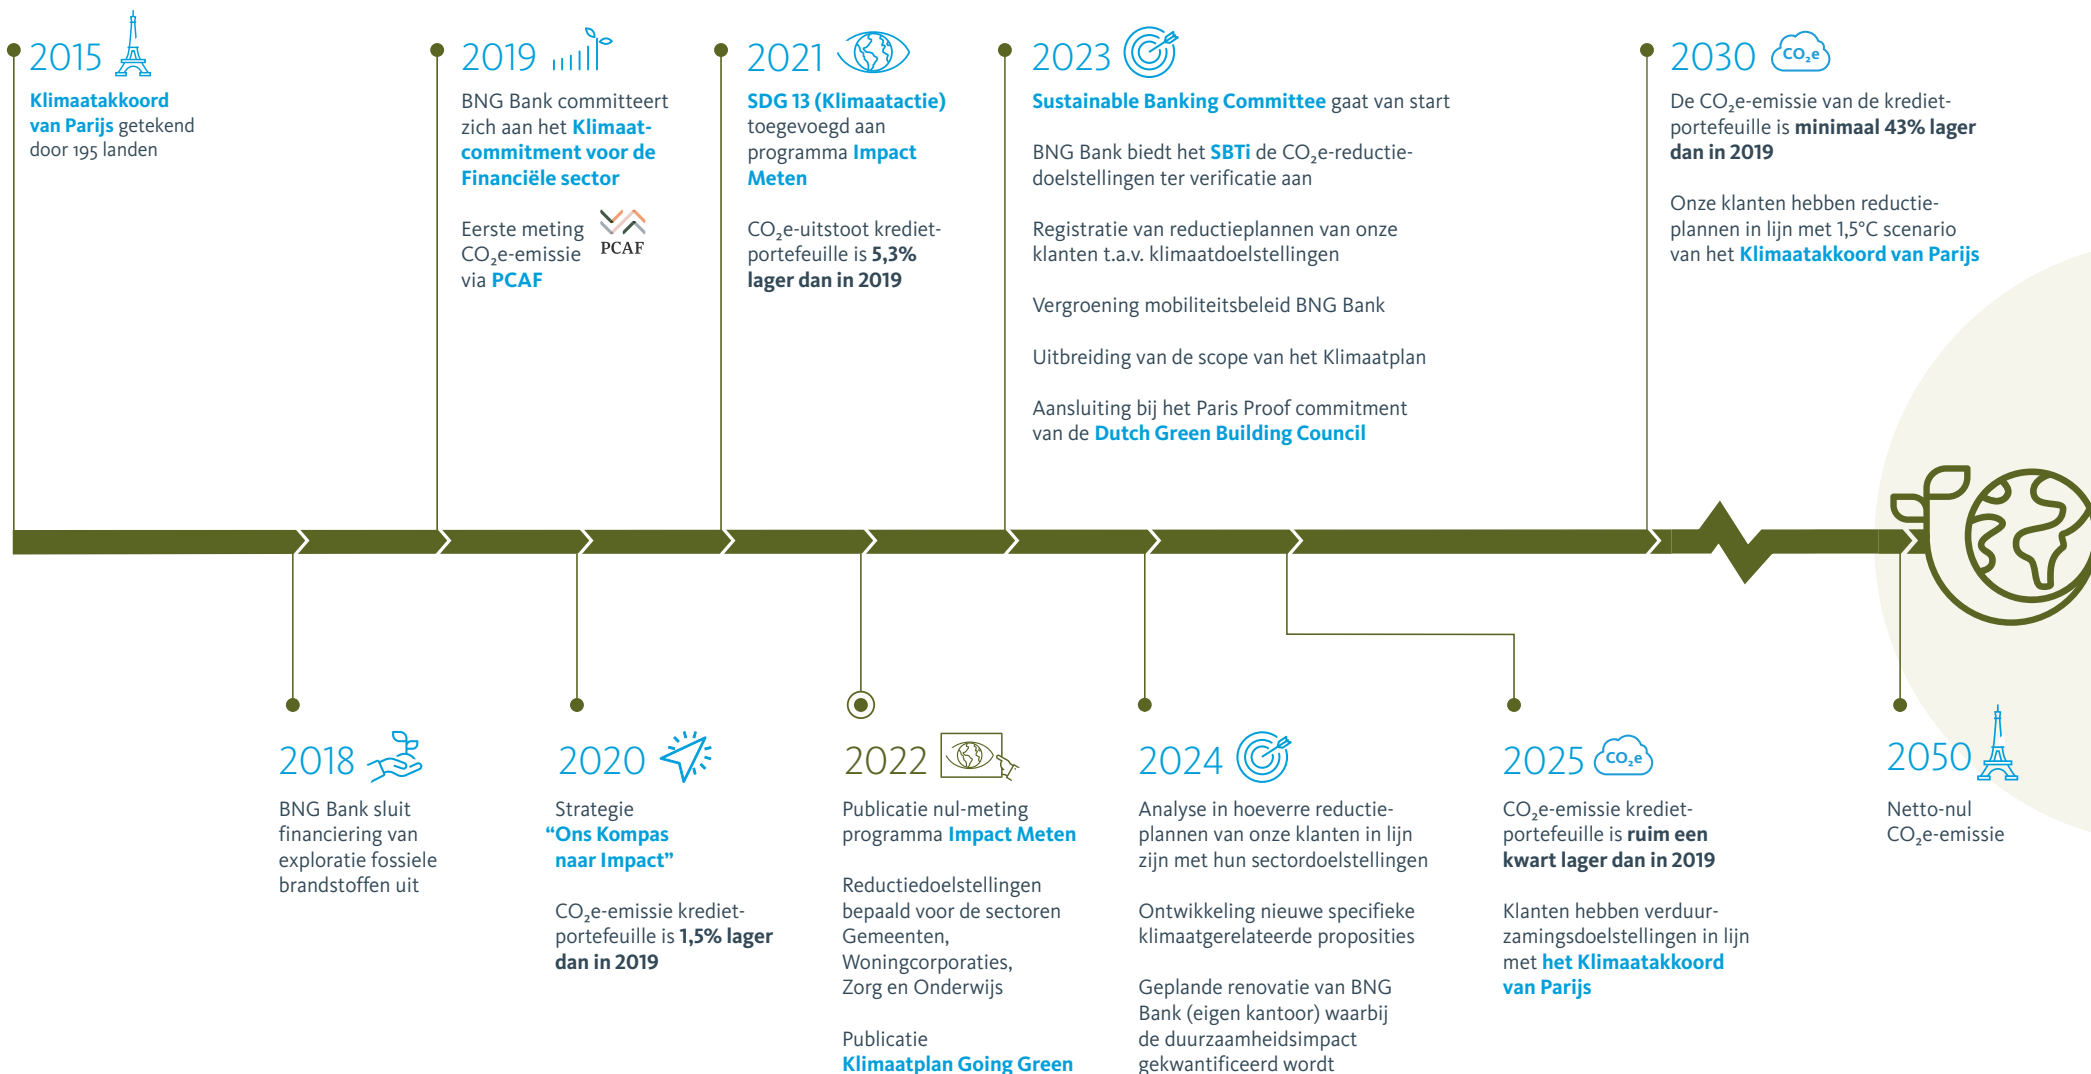 2015
Klimaatakkoord
van Parijs getekend
door 195 landen
2019
BNG Bank committeert
zich aan het Klimaat-
commitment voor de
Financiële sector
Eerste meting
CO₂e-emissie
via PCAF
PCAF
2021
SDG 13 (Klimaatactie)
toegevoegd aan
programma Impact
Meten
CO₂e-uitstoot krediet-
portefeuille is 5,3%
lager dan in 2019
2023
Sustainable Banking Committee gaat van start
BNG Bank biedt het SBTi de CO₂e-reductie-
doelstellingen ter verificatie aan
Registratie van reductieplannen van onze
klanten t.a.v. klimaatdoelstellingen
Vergroening mobiliteitsbeleid BNG Bank
Uitbreiding van de scope van het Klimaatplan
Aansluiting bij het Paris Proof commitment
van de Dutch Green Building Council
2030
CO₂e
De CO₂e-emissie van de krediet-
portefeuille is minimaal 43% lager
dan in 2019
Onze klanten hebben reductie-
plannen in lijn met 1,5°C scenario
van het Klimaatakkoord van Parijs
2018
BNG Bank sluit
financiering van
exploratie fossiele
brandstoffen uit
2020
Strategie
“Ons Kompas
naar Impact”
CO₂e-emissie krediet-
portefeuille is 1,5% lager
dan in 2019
2022
Publicatie nul-meting
programma Impact Meten
Reductiedoelstellingen
bepaald voor de sectoren
Gemeenten,
Woningcorporaties,
Zorg en Onderwijs
Publicatie
Klimaatplan Going Green
2024
Analyse in hoeverre reductie-
plannen van onze klanten in lijn
zijn met hun sectordoelstellingen
Ontwikkeling nieuwe specifieke
klimaatgerelateerde proposities
Geplande renovatie van BNG
Bank (eigen kantoor) waarbij
de duurzaamheidsimpact
gekwantificeerd wordt
2025
CO₂e
CO₂e-emissie krediet-
portefeuille is ruim een
kwart lager dan in 2019
Klanten hebben verduur-
zamingsdoelstellingen in lijn
met het Klimaatakkoord
van Parijs
2050
Netto-nul
CO₂e-emissie